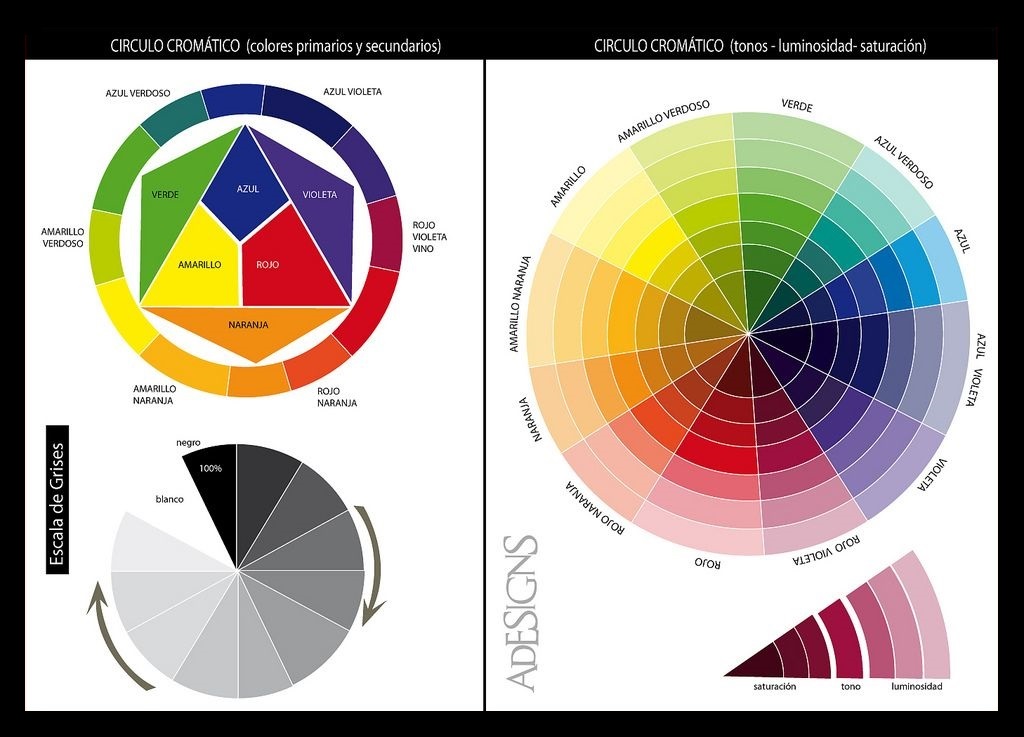 CIRCULO CROMÁTICO (colores primarios y secundarios)
AZUL VERDOSO
AZUL VIOLETA
VERDE
AZUL
VIOLETA
AMARILLO
VERDOSO
AMARILLO
ROJO
ROJO
VIOLETA
VINO
NARANJA
AMARILLO
NARANJA
ROJO
NARANJA
Escala de Grises
negro
100%
blanco
CIRCULO CROMÁTICO (tonos - luminosidad- saturación)
AMARILLO VERDOSO
VERDE
AZUL VERDOSO
AMARILLO
AZUL
AMARILLO NARANJA
AZUL VIOLETA
NARANJA
VIOLETA
ROJO NARANJA
ROJO
ROJO VIOLETA
ADESIGNS
saturación
tono
luminosidad